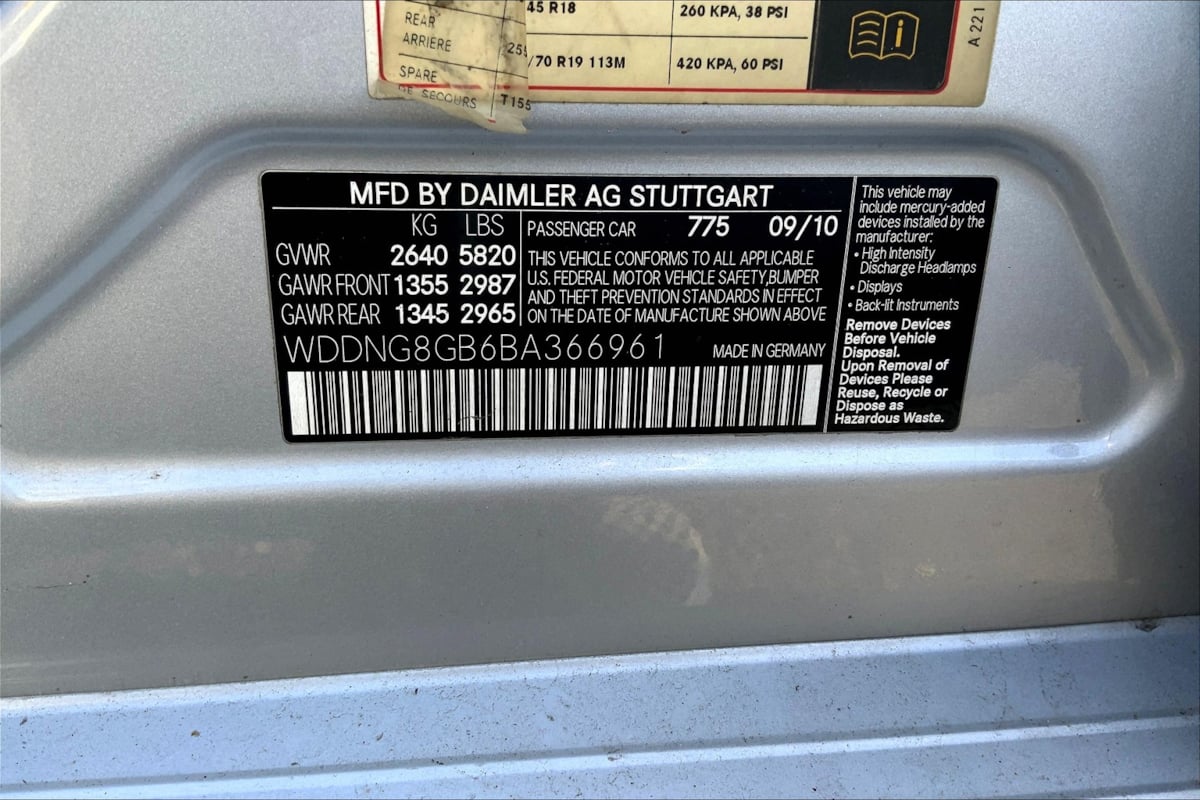 45 R18 260 KPA, 38 PSI
REAR
ARRIERE
255
/70 R19 113M 420 KPA, 60 PSI
SPARE
DE SECOURS T155
i
A 221
MFD BY DAIMLER AG STUTTGART
KG LBS
GVWR 2640 5820
GAWR FRONT 1355 2987
GAWR REAR 1345 2965
PASSENGER CAR 775 09/10
THIS VEHICLE CONFORMS TO ALL APPLICABLE
U.S. FEDERAL MOTOR VEHICLE SAFETY,BUMPER
AND THEFT PREVENTION STANDARDS IN EFFECT
ON THE DATE OF MANUFACTURE SHOWN ABOVE
WDDNG8GB6BA366961 MADE IN GERMANY
This vehicle may
include mercury-added
devices installed by the
manufacturer:
• High Intensity
Discharge Headlamps
• Displays
• Back-lit Instruments
Remove Devices
Before Vehicle
Disposal.
Upon Removal of
Devices Please
Reuse, Recycle or
Dispose as
Hazardous Waste.